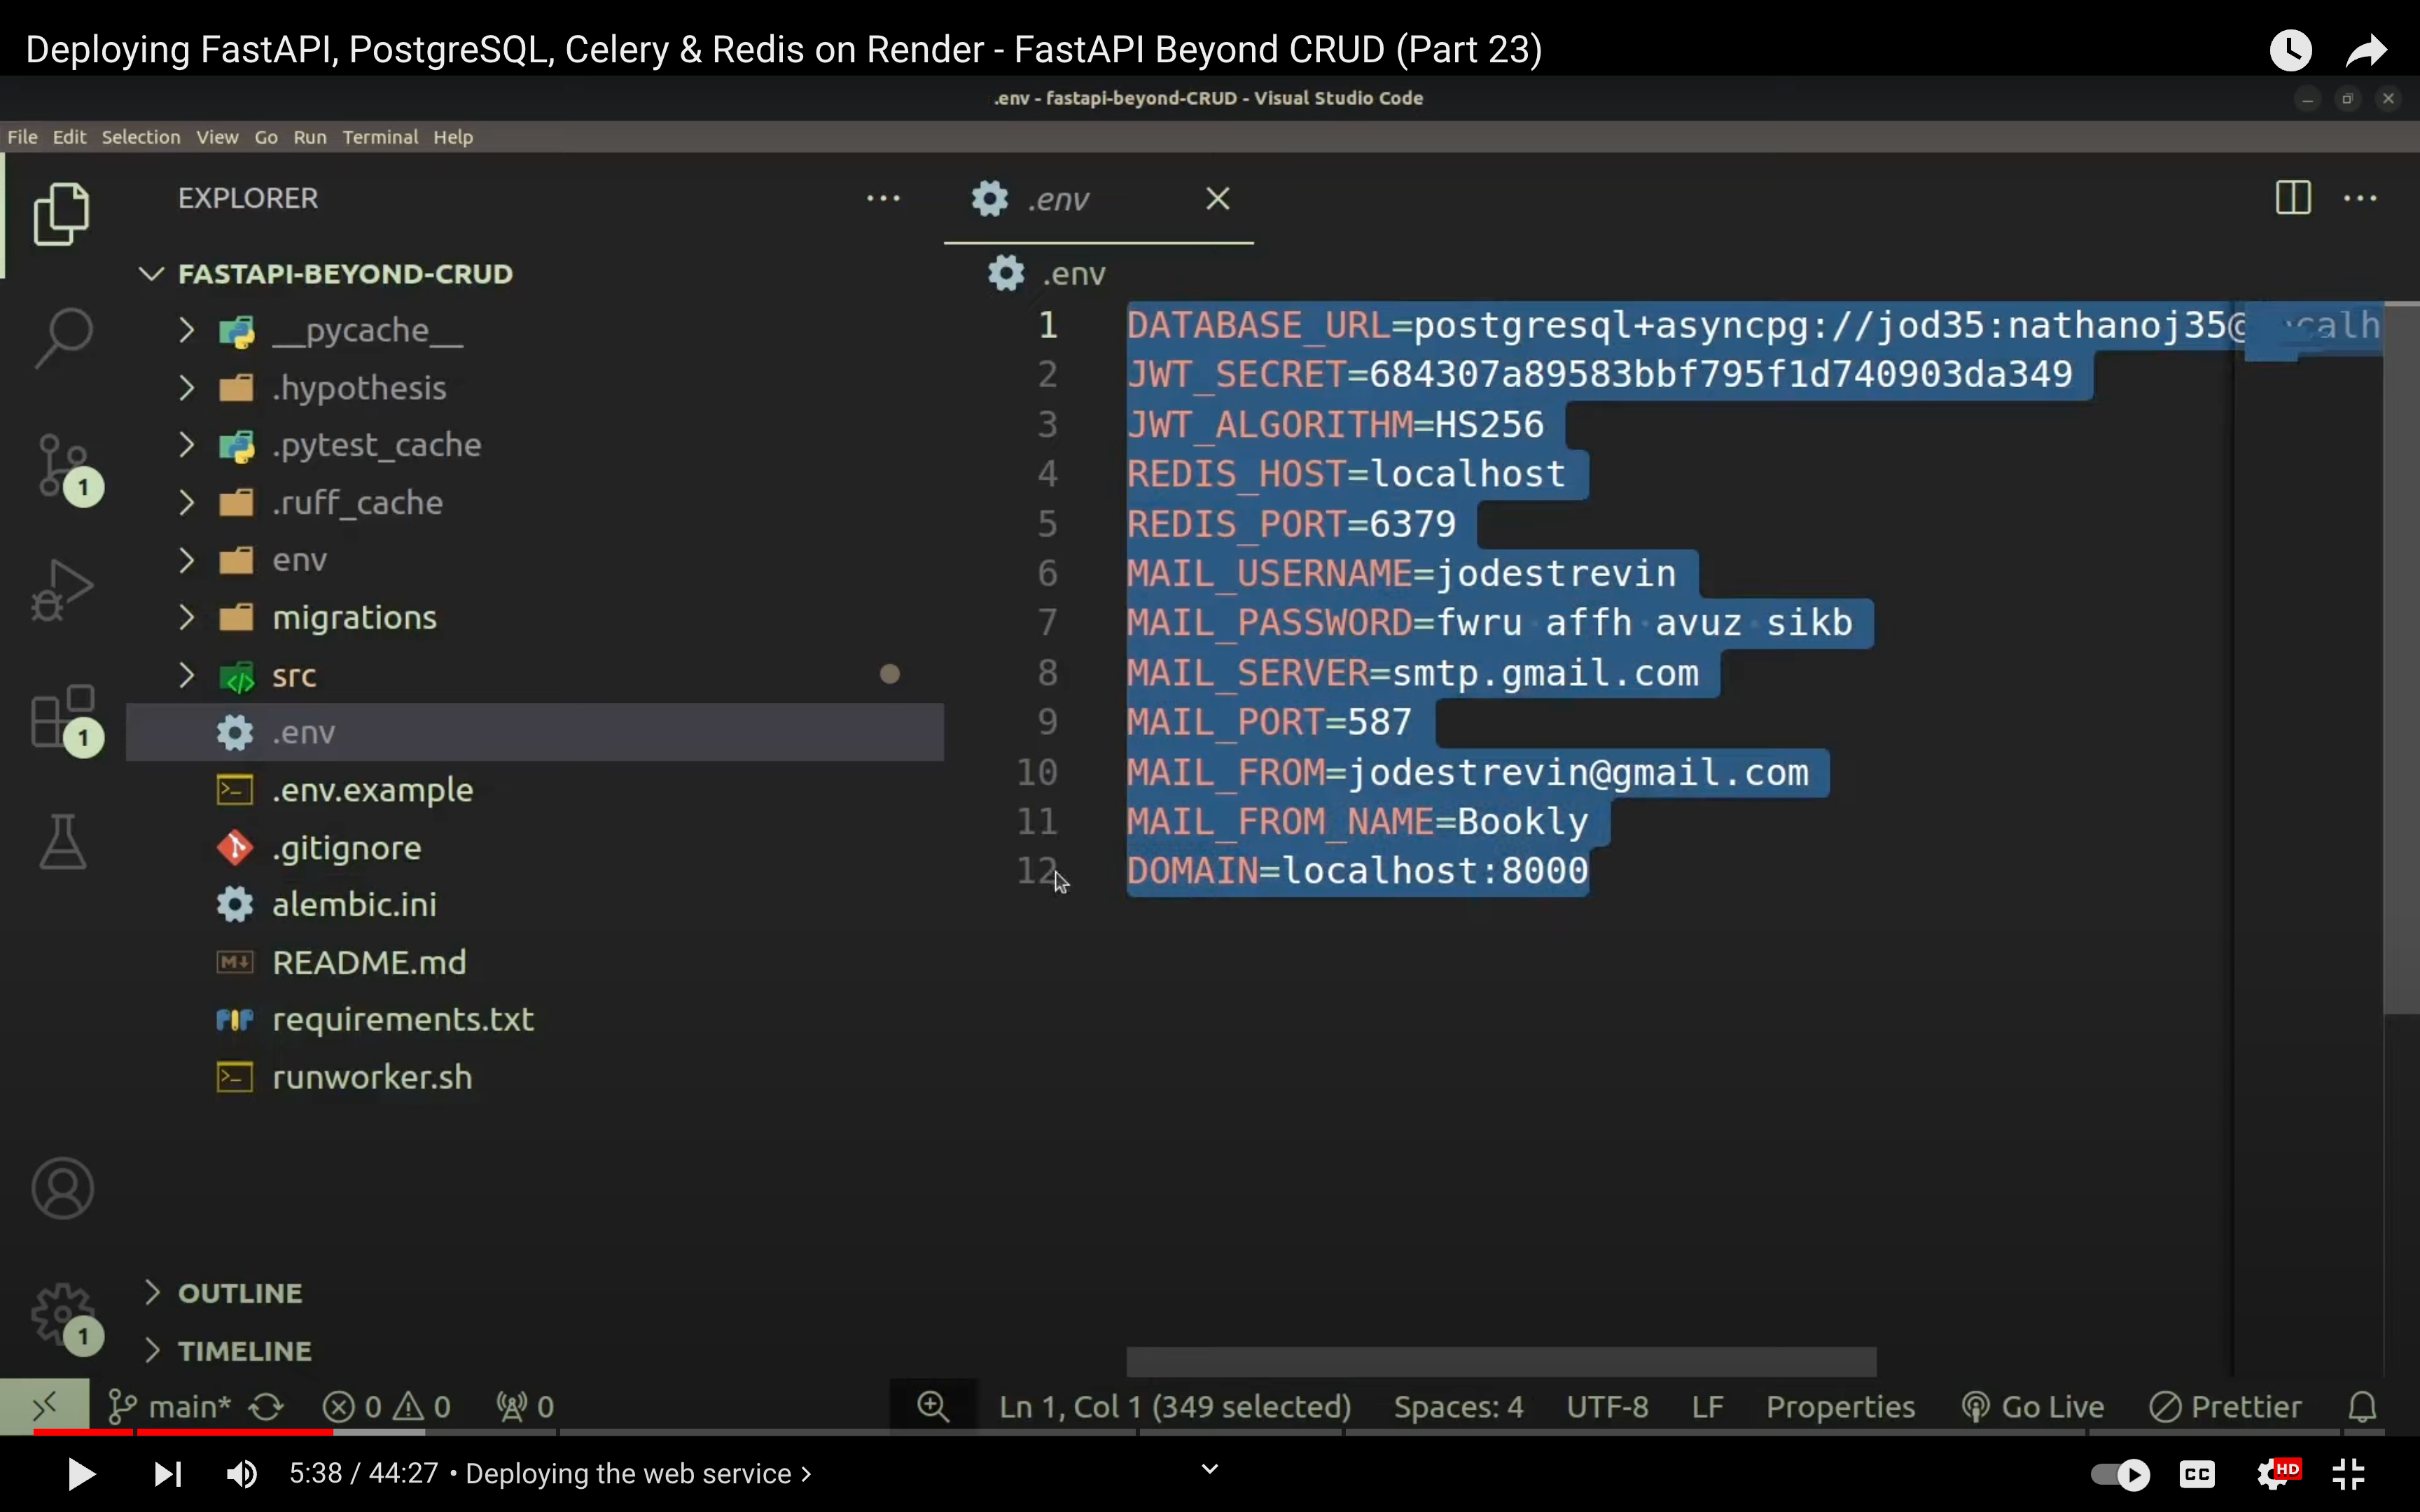 Deploying FastAPI, PostgreSQL, Celery & Redis on Render - FastAPI Beyond CRUD (Part 23)
.env - fastapi-beyond-CRUD - Visual Studio Code
File Edit Selection View Go Run Terminal Help
EXPLORER
.env
FASTAPI-BEYOND-CRUD
.env
__pycache__
.hypothesis
.pytest_cache
.ruff_cache
env
migrations
src
.env
.env.example
.gitignore
alembic.ini
README.md
requirements.txt
runworker.sh
OUTLINE
TIMELINE
1
1
1
1 DATABASE_URL=postgresql+asyncpg://jod35:nathanoj35@
2 JWT_SECRET=684307a89583bbf795f1d740903da349
3 JWT_ALGORITHM=HS256
4 REDIS_HOST=localhost
5 REDIS_PORT=6379
6 MAIL_USERNAME=jodestrevin
7 MAIL_PASSWORD=fwru affh avuz sikb
8 MAIL_SERVER=smtp.gmail.com
9 MAIL_PORT=587
10 MAIL_FROM=jodestrevin@gmail.com
11 MAIL_FROM_NAME=Bookly
12 DOMAIN=localhost:8000
main* 0 0 0 Ln 1, Col 1 (349 selected) Spaces: 4 UTF-8 LF Properties Go Live Prettier
5:38 / 44:27 • Deploying the web service CC HD